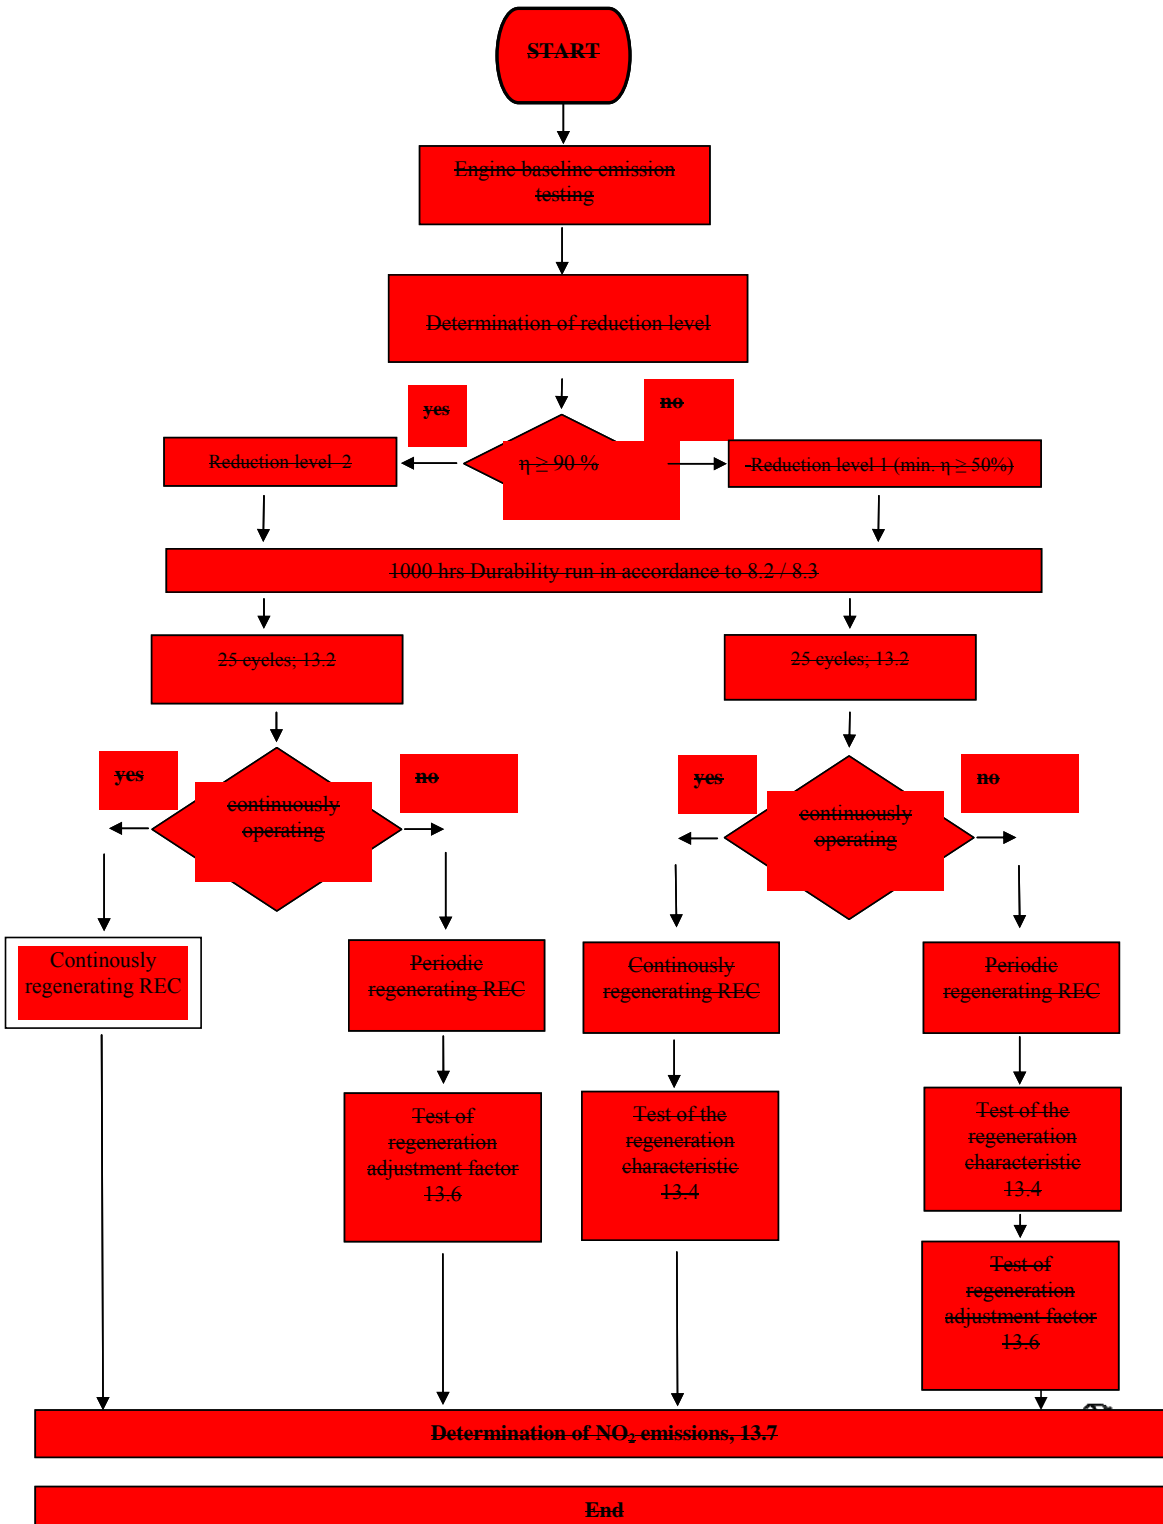 START
Engine baseline emission
testing
Determination of reduction level
yes
no
Reduction level  2
η ≥ 90 %
Reduction level 1 (min. η ≥ 50%)
1000 hrs Durability run in accordance to 8.2 / 8.3
25 cycles; 13.2
25 cycles; 13.2
yes
no
yes
no
continuously
operating
continuously
operating
Continously
regenerating REC
Periodic
regenerating REC
Continously
regenerating REC
Periodic
regenerating REC
Test of
regeneration
adjustment factor
13.6
Test of the
regeneration
characteristic
13.4
Test of the
regeneration
characteristic
13.4
Test of
regeneration
adjustment factor
13.6
Determination of NO₂ emissions, 13.7
End